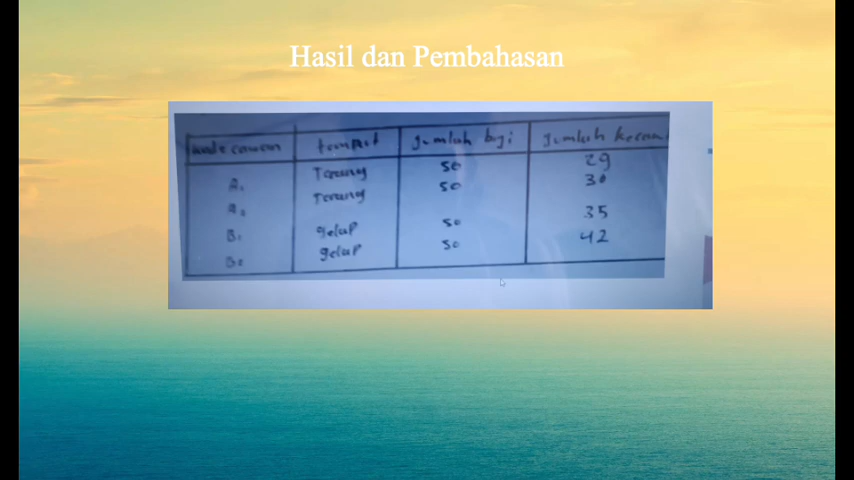 Hasil dan Pembahasan
kode cawan tempat Jumlah biji Jumlah kecam
A1 Terang 50 29
A2 Terang 50 30
B1 gelap 50 35
B2 gelap 50 42